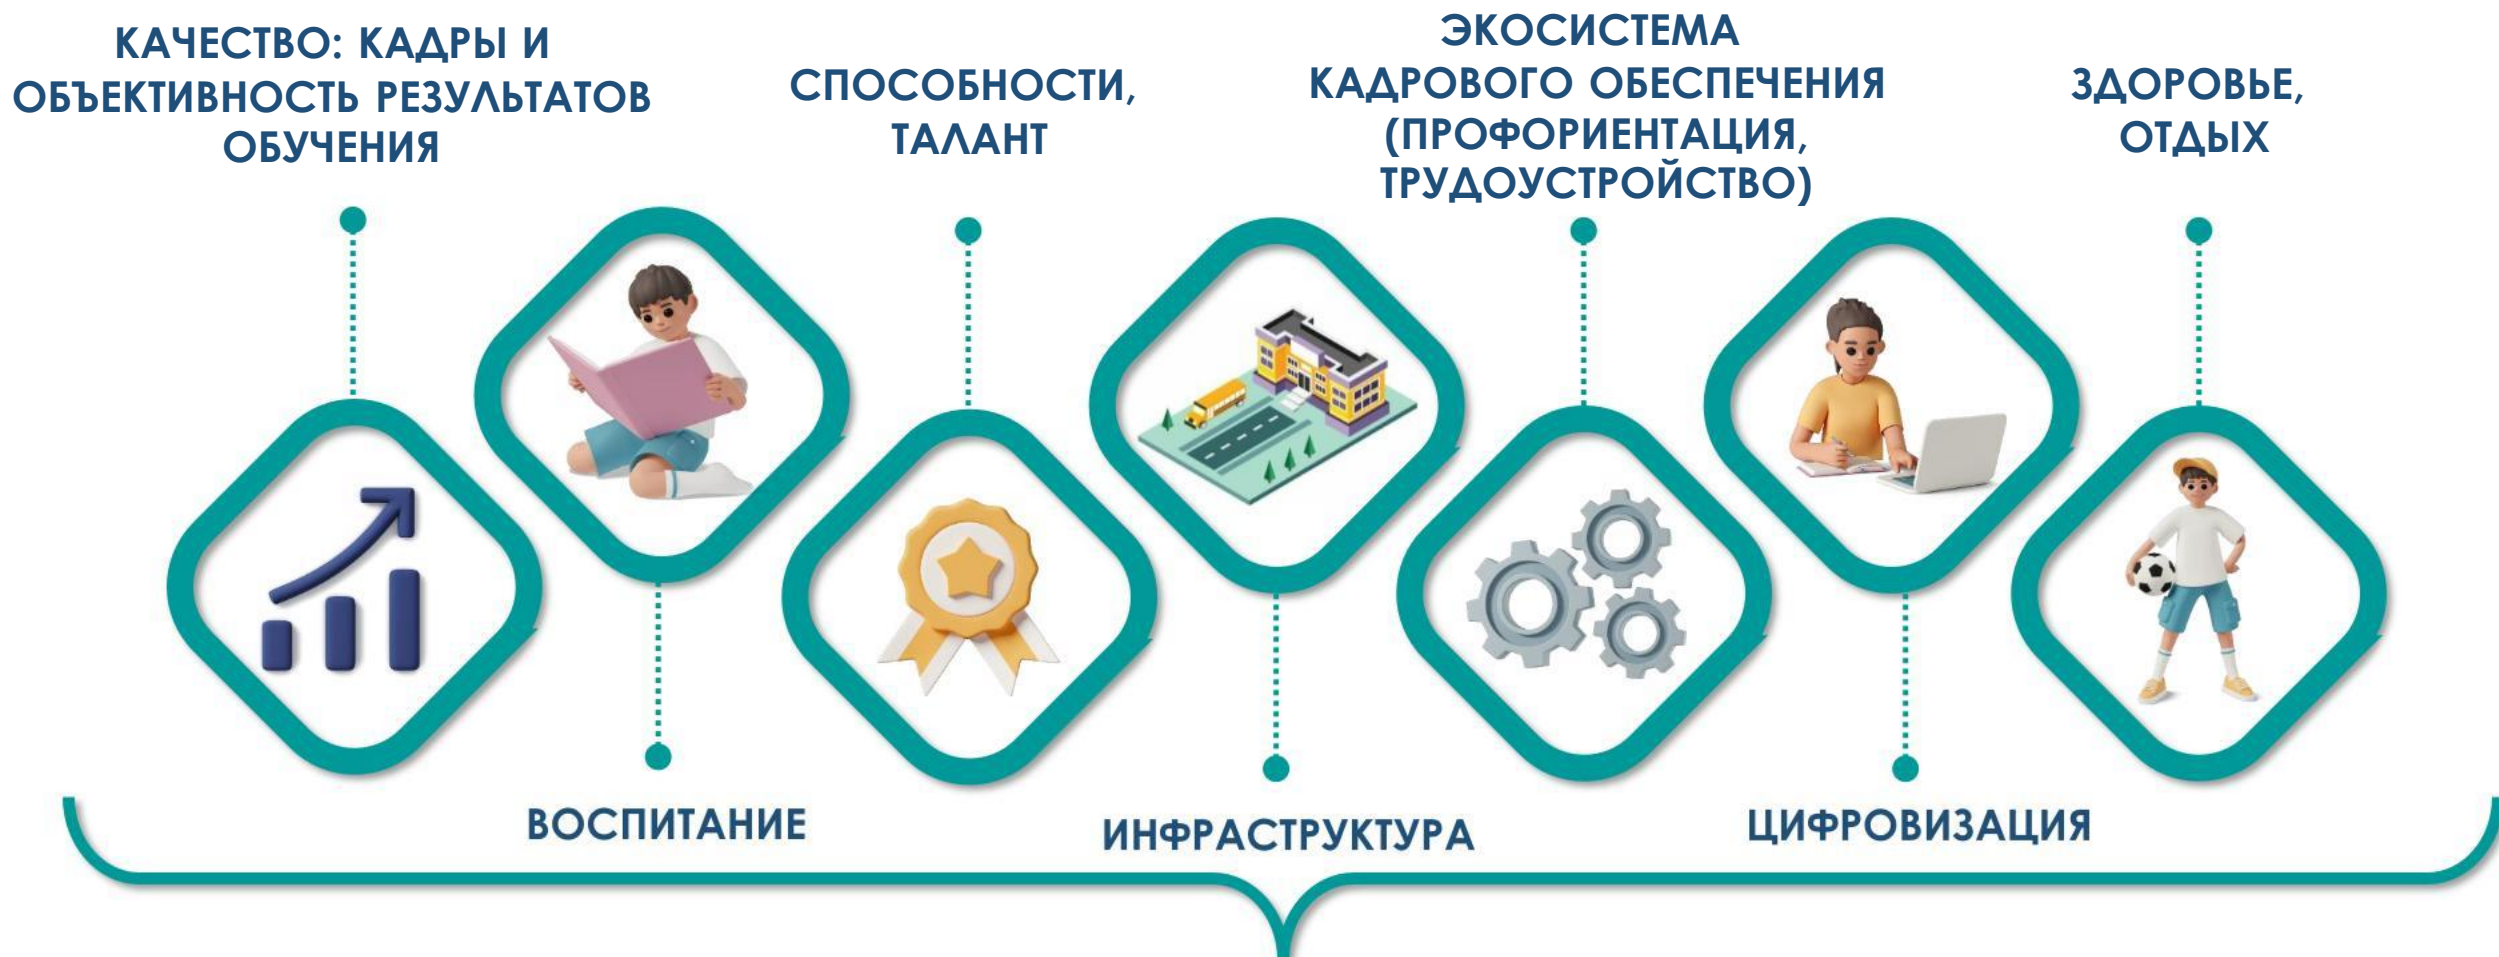 КАЧЕСТВО: КАДРЫ И
ОБЪЕКТИВНОСТЬ РЕЗУЛЬТАТОВ
ОБУЧЕНИЯ
СПОСОБНОСТИ,
ТАЛАНТ
ЭКОСИСТЕМА
КАДРОВОГО ОБЕСПЕЧЕНИЯ
(ПРОФОРИЕНТАЦИЯ,
ТРУДОУСТРОЙСТВО)
ЗДОРОВЬЕ,
ОТДЫХ
ВОСПИТАНИЕ
ИНФРАСТРУКТУРА
ЦИФРОВИЗАЦИЯ